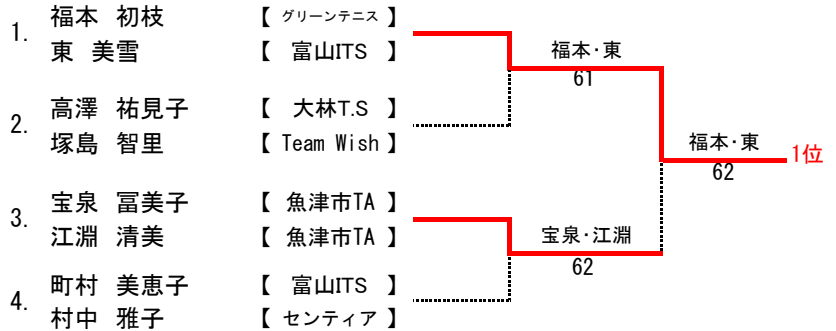 1. 福本 初枝 【 グリーンテニス 】
東 美雪 【 富山ITS 】
福本･東
61
2. 高澤 祐見子 【 大林T.S 】
塚島 智里 【 Team Wish 】
福本･東
62
1位
3. 宝泉 冨美子 【 魚津市TA 】
江淵 清美 【 魚津市TA 】
宝泉･江淵
62
4. 町村 美恵子 【 富山ITS 】
村中 雅子 【 センティア 】